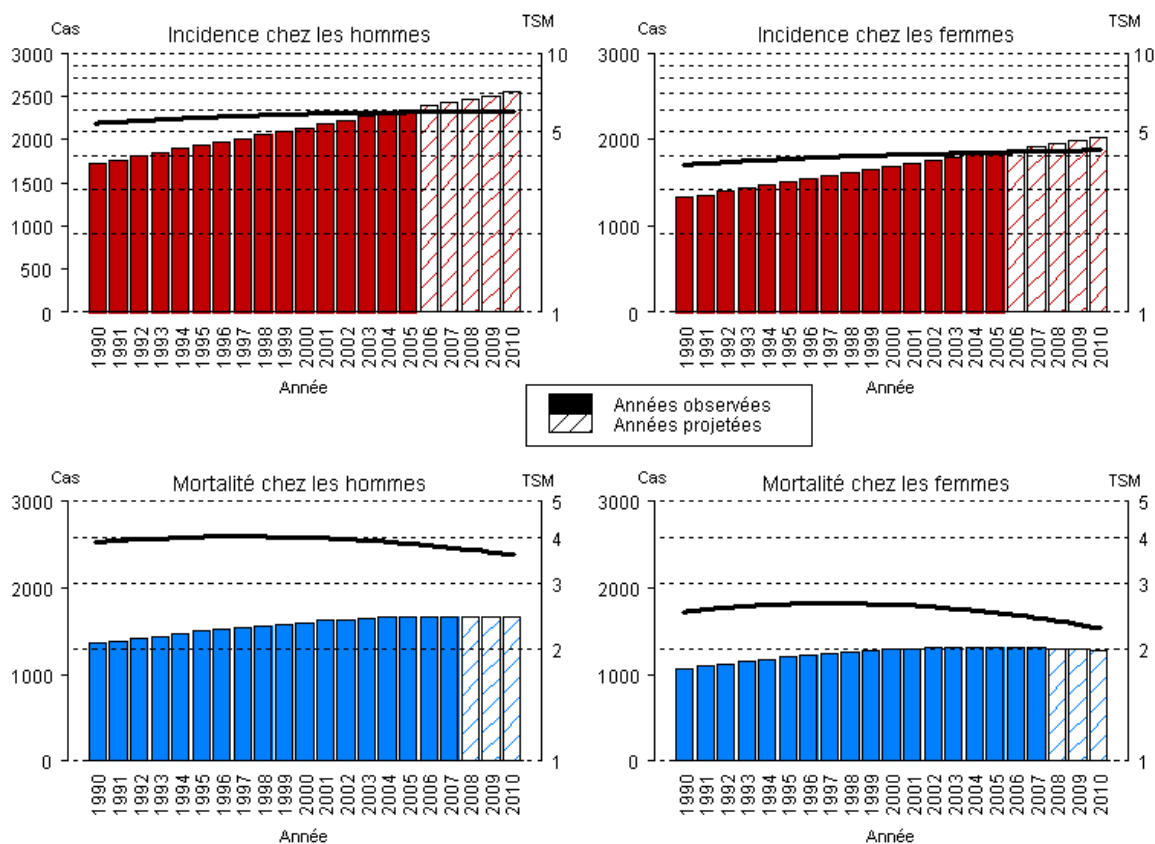 Cas
Incidence chez les hommes
TSM
3000
2500
2000
1500
1000
500
0
10
5
1
1990 1991 1992 1993 1994 1995 1996 1997 1998 1999 2000 2001 2002 2003 2004 2005 2006 2007 2008 2009 2010
Année
Cas
Incidence chez les femmes
TSM
3000
2000
1000
0
10
5
1
1990 1991 1992 1993 1994 1995 1996 1997 1998 1999 2000 2001 2002 2003 2004 2005 2006 2007 2008 2009 2010
Année
Années observées
Années projetées
Cas
Mortalité chez les hommes
TSM
3000
2000
1000
0
5
4
3
2
1
1990 1991 1992 1993 1994 1995 1996 1997 1998 1999 2000 2001 2002 2003 2004 2005 2006 2007 2008 2009 2010
Année
Cas
Mortalité chez les femmes
TSM
3000
2000
1000
0
5
4
3
2
1
1990 1991 1992 1993 1994 1995 1996 1997 1998 1999 2000 2001 2002 2003 2004 2005 2006 2007 2008 2009 2010
Année